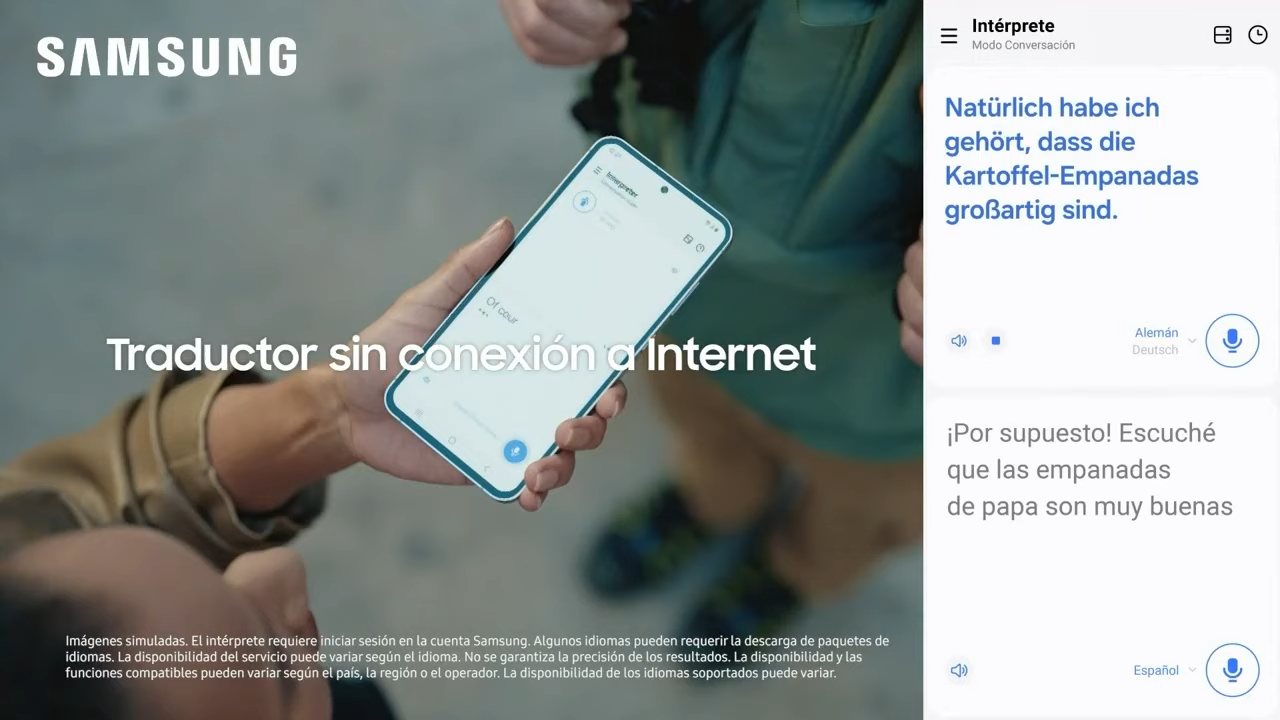 SAMSUNG
Interpreter
Of cour
Traductor sin conexión a Internet
Imágenes simuladas. El intérprete requiere iniciar sesión en la cuenta Samsung. Algunos idiomas pueden requerir la descarga de paquetes de
idiomas. La disponibilidad del servicio puede variar según el idioma. No se garantiza la precisión de los resultados. La disponibilidad y las
funciones compatibles pueden variar según el país, la región o el operador. La disponibilidad de los idiomas soportados puede variar.
Intérprete
Modo Conversación
Natürlich habe ich
gehört, dass die
Kartoffel-Empanadas
großartig sind.
Alemán
Deutsch
¡Por supuesto! Escuché
que las empanadas
de papa son muy buenas
Español